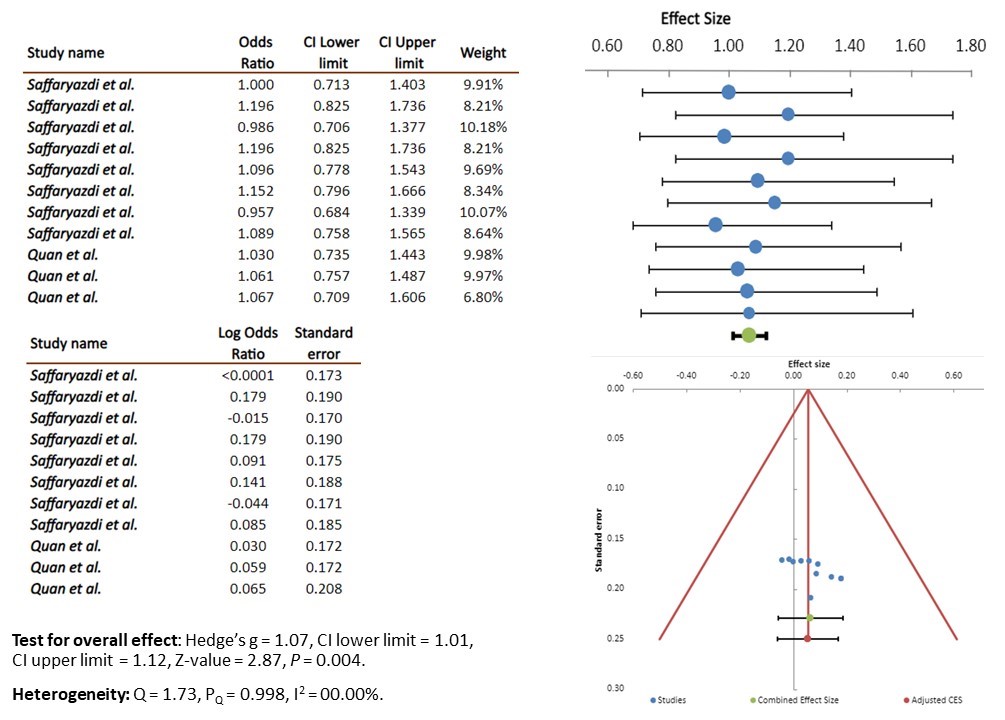 Study name Odds Ratio CI Lower limit CI Upper limit Weight
Saffaryazdi et al. 1.000 0.713 1.403 9.91%
Saffaryazdi et al. 1.196 0.825 1.736 8.21%
Saffaryazdi et al. 0.986 0.706 1.377 10.18%
Saffaryazdi et al. 1.196 0.825 1.736 8.21%
Saffaryazdi et al. 1.096 0.778 1.543 9.69%
Saffaryazdi et al. 1.152 0.796 1.666 8.34%
Saffaryazdi et al. 0.957 0.684 1.339 10.07%
Saffaryazdi et al. 1.089 0.758 1.565 8.64%
Quan et al. 1.030 0.735 1.443 9.98%
Quan et al. 1.061 0.757 1.487 9.97%
Quan et al. 1.067 0.709 1.606 6.80%
Study name Log Odds Ratio Standard error
Saffaryazdi et al. <0.0001 0.173
Saffaryazdi et al. 0.179 0.190
Saffaryazdi et al. -0.015 0.170
Saffaryazdi et al. 0.179 0.190
Saffaryazdi et al. 0.091 0.175
Saffaryazdi et al. 0.141 0.188
Saffaryazdi et al. -0.044 0.171
Saffaryazdi et al. 0.085 0.185
Quan et al. 0.030 0.172
Quan et al. 0.059 0.172
Quan et al. 0.065 0.208
Test for overall effect: Hedge's g = 1.07, CI lower limit = 1.01,
CI upper limit = 1.12, Z-value = 2.87, P = 0.004.
Heterogeneity: Q = 1.73, PQ = 0.998, I2 = 00.00%.
Effect Size
0.60 0.80 1.00 1.20 1.40 1.60 1.80
Effect size
-0.60 -0.40 -0.20 0.00 0.20 0.40 0.60
0.00
0.05
0.10
0.15
0.20
0.25
0.30
Standard error
Studies Combined Effect Size Adjusted CES